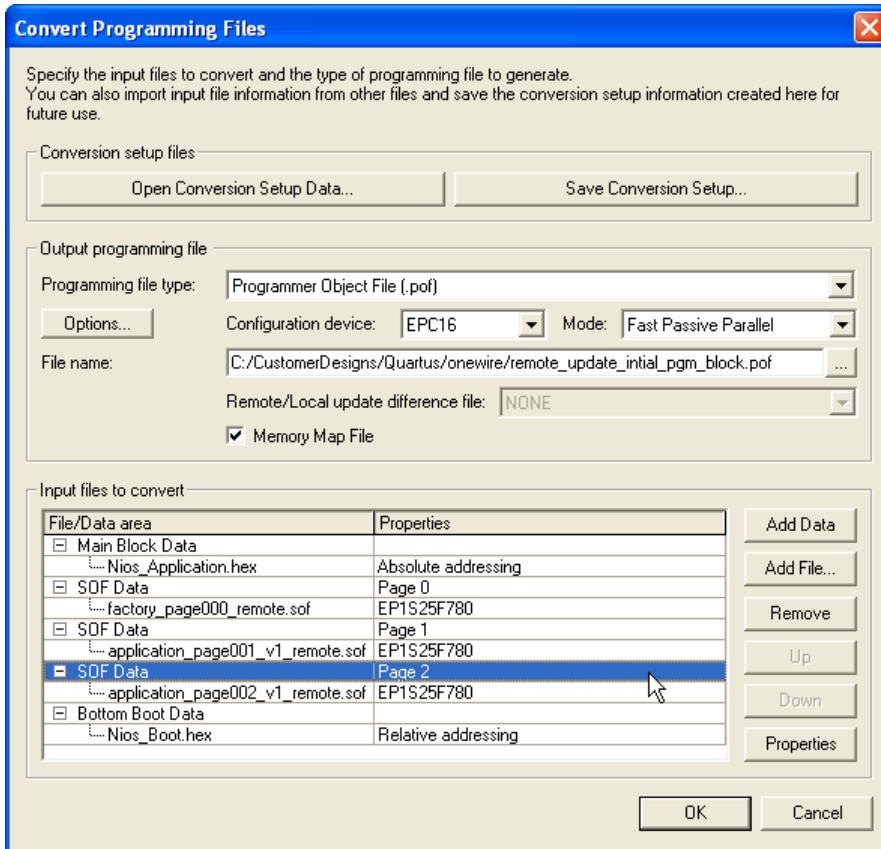 Convert Programming Files
Specify the input files to convert and the type of programming file to generate.
You can also import input file information from other files and save the conversion setup information created here for
future use.
Conversion setup files
Open Conversion Setup Data... Save Conversion Setup...
Output programming file
Programming file type: Programmer Object File (.pof)
Options... Configuration device: EPC16 Mode: Fast Passive Parallel
File name: C:/CustomerDesigns/Quartus/onewire/remote_update_intial_pgm_block.pof ...
Remote/Local update difference file: NONE
Memory Map File
Input files to convert
File/Data area Properties Add Data
Main Block Data
Nios_Application.hex Absolute addressing Add File...
SOF Data Page 0
factory_page000_remote.sof EP1S25F780 Remove
SOF Data Page 1
application_page001_v1_remote.sof EP1S25F780 Up
SOF Data Page 2
application_page002_v1_remote.sof EP1S25F780 Down
Bottom Boot Data
Nios_Boot.hex Relative addressing Properties
OK Cancel